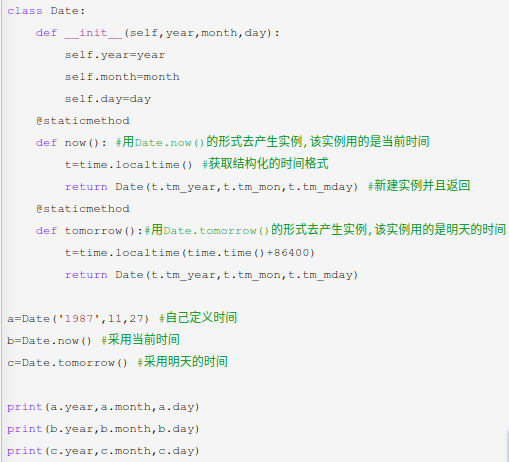 class Date:
    def __init__(self,year,month,day):
        self.year=year
        self.month=month
        self.day=day
    @staticmethod
    def now(): #用Date.now()的形式去产生实例,该实例用的是当前时间
        t=time.localtime() #获取结构化的时间格式
        return Date(t.tm_year,t.tm_mon,t.tm_mday) #新建实例并且返回
    @staticmethod
    def tomorrow():#用Date.tomorrow()的形式去产生实例,该实例用的是明天的时间
        t=time.localtime(time.time()+86400)
        return Date(t.tm_year,t.tm_mon,t.tm_mday)
a=Date('1987',11,27) #自己定义时间
b=Date.now() #采用当前时间
c=Date.tomorrow() #采用明天的时间
print(a.year,a.month,a.day)
print(b.year,b.month,b.day)
print(c.year,c.month,c.day)